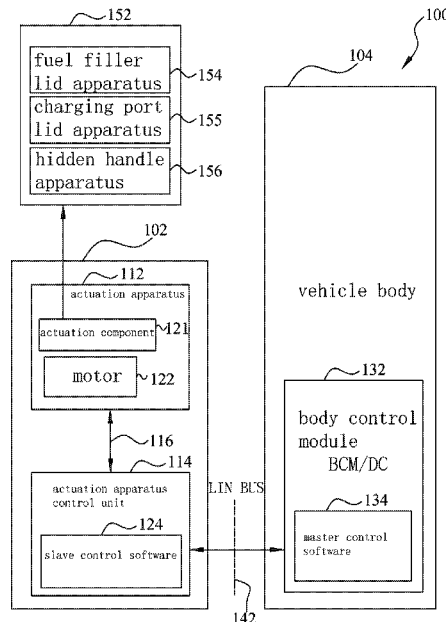 152
100
fuel filler
lid apparatus
154
charging port
lid apparatus
155
hidden handle
apparatus
156
104
102
112
actuation apparatus
actuation component
121
motor
122
116
114
actuation apparatus
control unit
124
slave control software
LIN BUS
142
vehicle body
132
body control
module
BCM/DC
134
master control
software